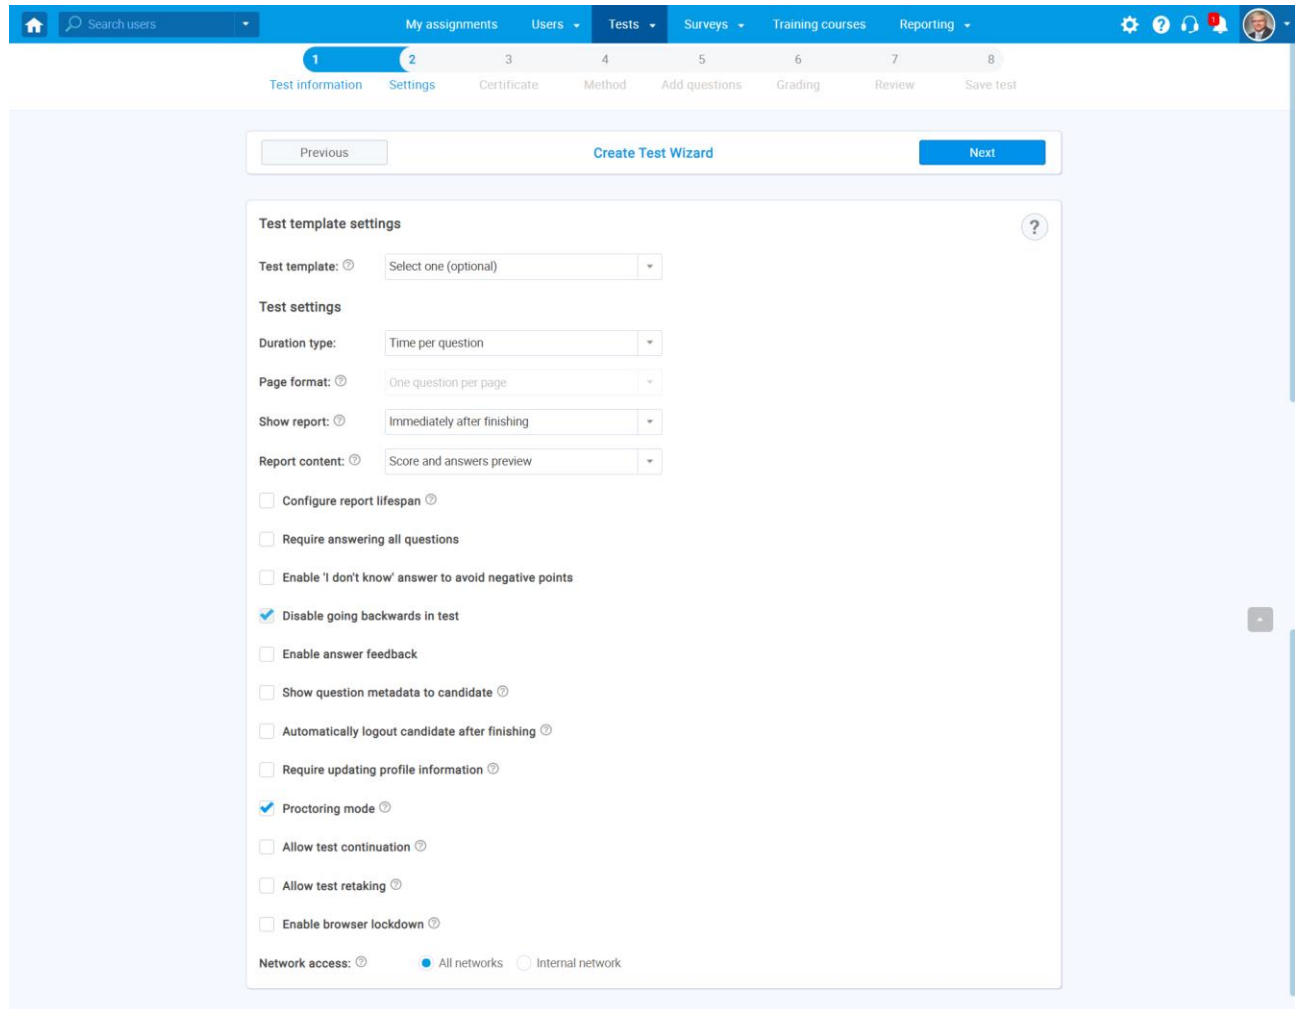 Search users My assignments Users Tests Surveys Training courses Reporting 1
1 2 3 4 5 6 7 8
Test information Settings Certificate Method Add questions Grading Review Save test
Previous Create Test Wizard Next
Test template settings ?
Test template: ? Select one (optional)
Test settings
Duration type: Time per question
Page format: ? One question per page
Show report: ? Immediately after finishing
Report content: ? Score and answers preview
Configure report lifespan ?
Require answering all questions
Enable 'I don't know' answer to avoid negative points
Disable going backwards in test
Enable answer feedback
Show question metadata to candidate ?
Automatically logout candidate after finishing ?
Require updating profile information ?
Proctoring mode ?
Allow test continuation ?
Allow test retaking ?
Enable browser lockdown ?
Network access: ? All networks Internal network